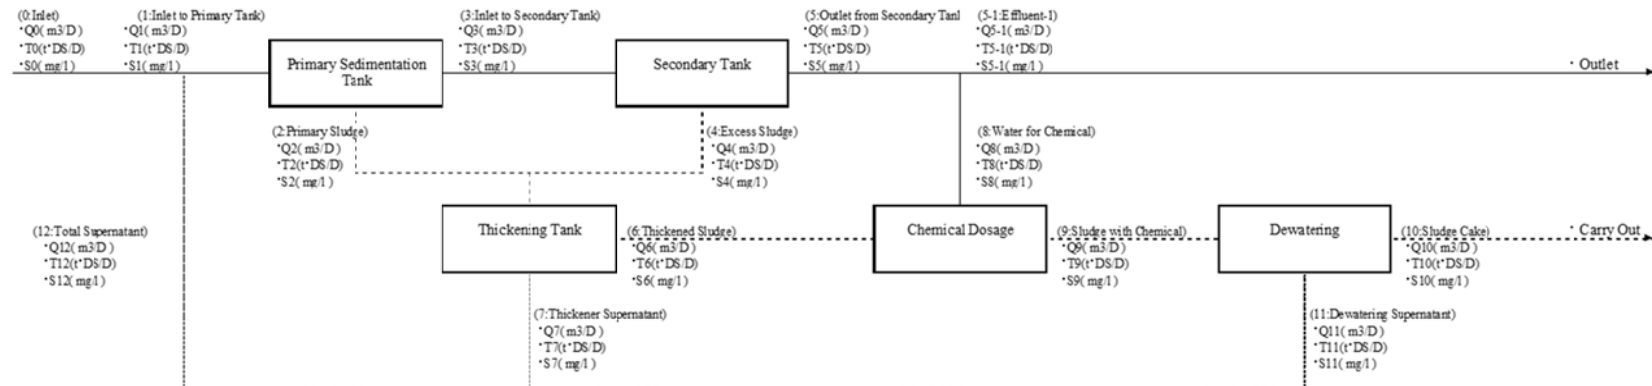 (0:Inlet)
･Q0( m3/D)
･T0(t･DS/D)
･S0( mg/l)
(1:Inlet to Primary Tank)
･Q1( m3/D)
･T1(t･DS/D)
･S1( mg/l)
Primary Sedimentation
Tank
(3:Inlet to Secondary Tank)
･Q3( m3/D)
･T3(t･DS/D)
･S3( mg/l)
Secondary Tank
(5:Outlet from Secondary Tanl
･Q5( m3/D)
･T5(t･DS/D)
･S5( mg/l)
(5-1:Effluent-1)
･Q5-1( m3/D)
･T5-1(t･DS/D)
･S5-1( mg/l)
･ Outlet
(2:Primary Sludge)
･Q2( m3/D)
･T2(t･DS/D)
･S2( mg/l)
(4:Excess Sludge)
･Q4( m3/D)
･T4(t･DS/D)
･S4( mg/l)
(8:Water for Chemical)
･Q8( m3/D)
･T8(t･DS/D)
･S8( mg/l)
(12:Total Supernatant)
･Q12( m3/D)
･T12(t･DS/D)
･S12( mg/l)
Thickening Tank
(6:Thickened Sludge)
･Q6( m3/D)
･T6(t･DS/D)
･S6( mg/l)
Chemical Dosage
(9:Sludge with Chemical)
･Q9( m3/D)
･T9(t･DS/D)
･S9( mg/l)
Dewatering
(10:Sludge Cake)
･Q10( m3/D)
･T10(t･DS/D)
･S10( mg/l)
･ Carry Out
(7:Thickener Supernatant)
･Q7( m3/D)
･T7(t･DS/D)
･S7( mg/l)
(11:Dewatering Supernatant)
･Q11( m3/D)
･T11(t･DS/D)
･S11( mg/l)